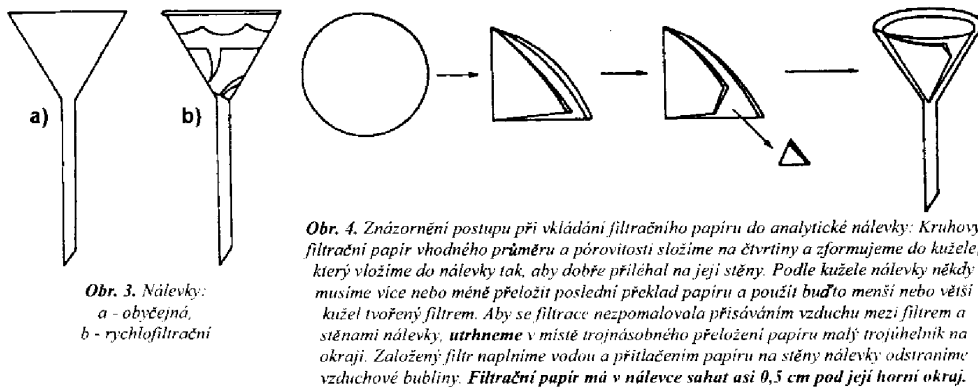 a)
b)
Obr. 3. Nálevky:
a - obyčejná,
b - rychlofiltrační
Obr. 4. Znázornění postupu při vkládání filtračního papíru do analytické nálevky: Kruhový
filtrační papír vhodného průměru a pórovitosti složíme na čtvrtiny a zformujeme do kužele,
který vložíme do nálevky tak, aby dobře přiléhal na její stěny. Podle kužele nálevky někdy
musíme více nebo méně přeložit poslední překlad papíru a použít buďto menší nebo větší
kužel tvořený filtrem. Aby se filtrace nezpomalovala přisáváním vzduchu mezi filtrem a
stěnami nálevky, utrhneme v místě trojnásobného přeložení papíru malý trojúhelník na
okraji. Založený filtr naplníme vodou a přitlačením papíru na stěny nálevky odstraníme
vzduchové bubliny. Filtrační papír má v nálevce sahat asi 0,5 cm pod její horní okraj.